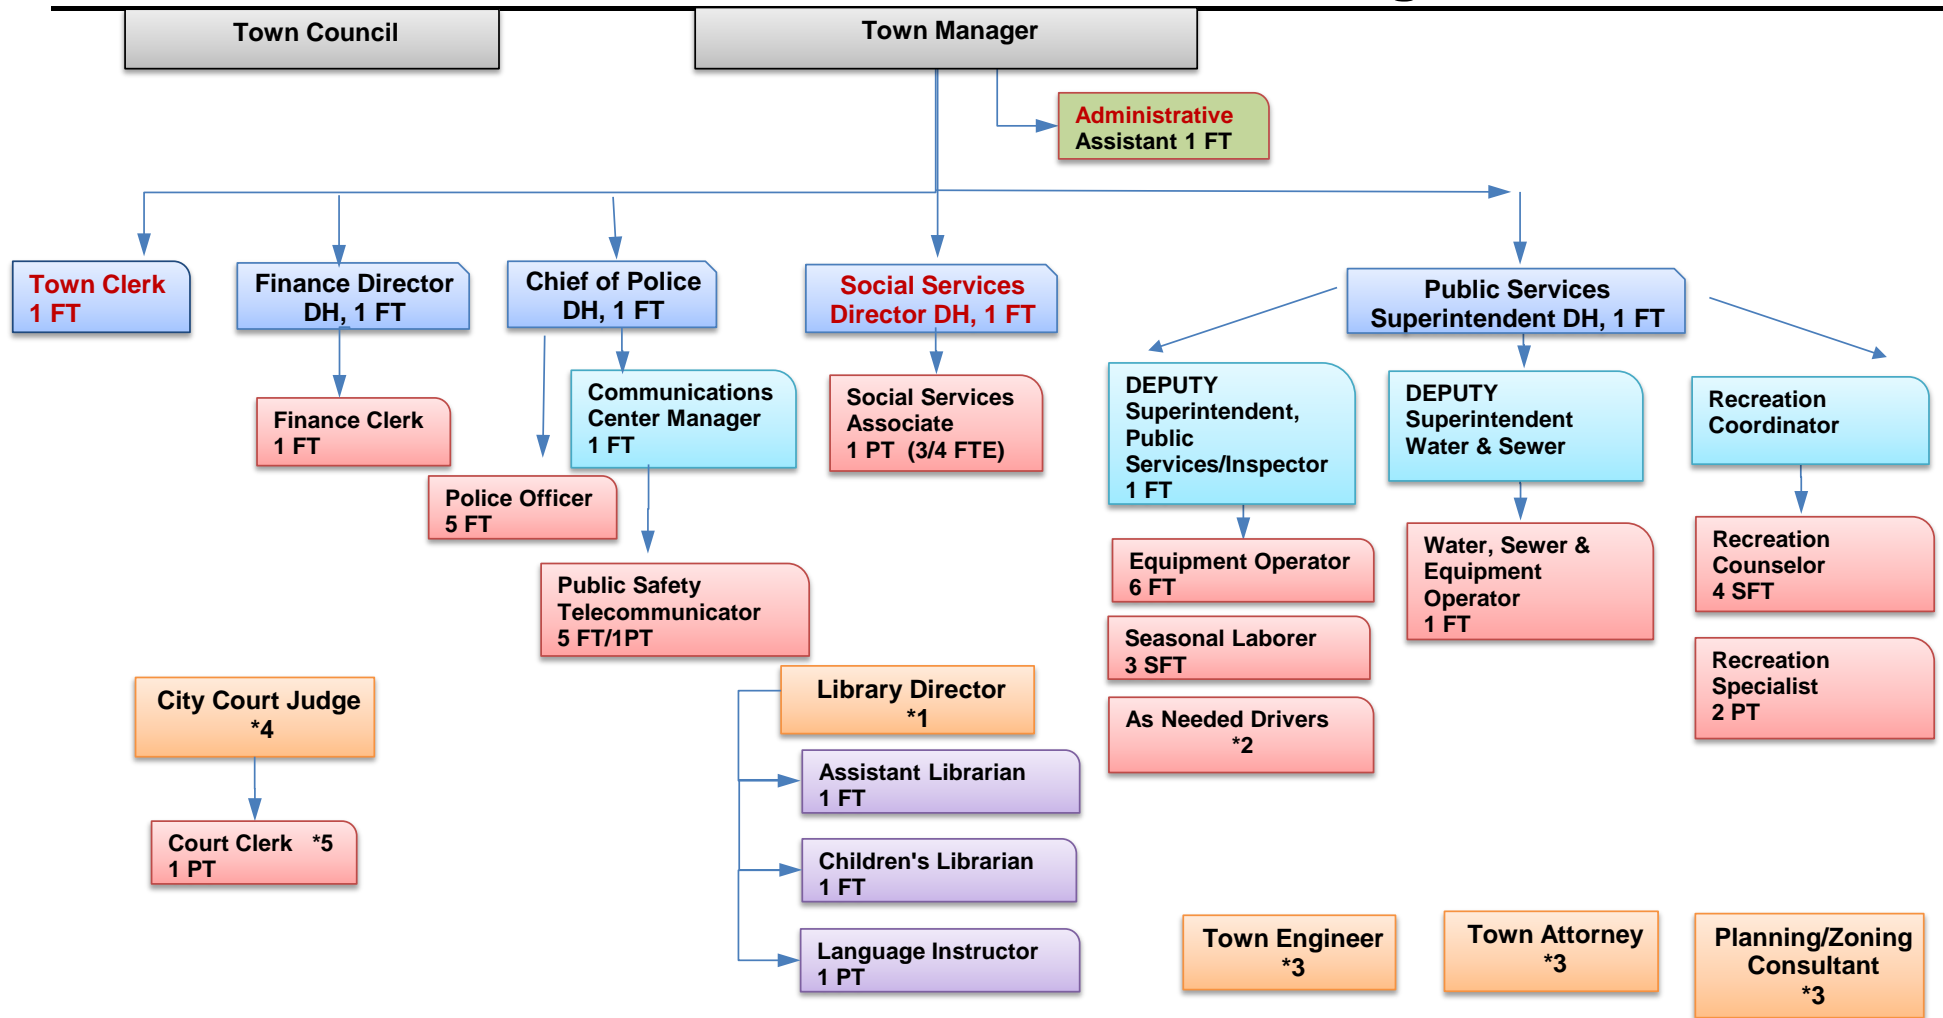 Town Council
Town Manager
Administrative
Assistant 1 FT
Town Clerk
1 FT
Finance Director
DH, 1 FT
Chief of Police
DH, 1 FT
Social Services
Director DH, 1 FT
Public Services
Superintendent DH, 1 FT
Finance Clerk
1 FT
Communications
Center Manager
1 FT
Social Services
Associate
1 PT (3/4 FTE)
DEPUTY
Superintendent,
Public
Services/Inspector
1 FT
DEPUTY
Superintendent
Water & Sewer
Recreation
Coordinator
Police Officer
5 FT
Public Safety
Telecommunicator
5 FT/1PT
Equipment Operator
6 FT
Water, Sewer &
Equipment
Operator
1 FT
Recreation
Counselor
4 SFT
Seasonal Laborer
3 SFT
Recreation
Specialist
2 PT
As Needed Drivers
*2
City Court Judge
*4
Library Director
*1
Court Clerk *5
1 PT
Assistant Librarian
1 FT
Children's Librarian
1 FT
Language Instructor
1 PT
Town Engineer
*3
Town Attorney
*3
Planning/Zoning
Consultant
*3